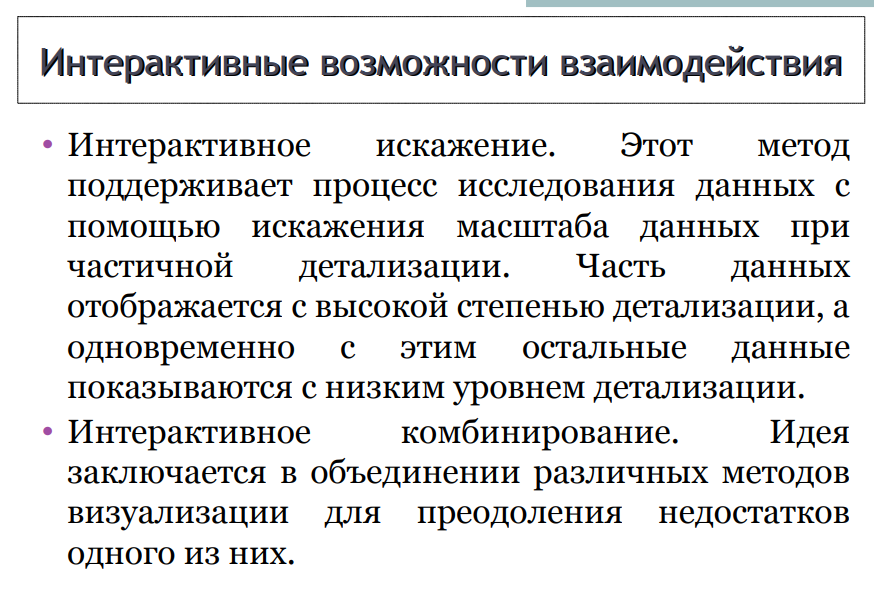 Интерактивные возможности взаимодействия
• Интерактивное искажение. Этот метод
поддерживает процесс исследования данных с
помощью искажения масштаба данных при
частичной детализации. Часть данных
отображается с высокой степенью детализации, а
одновременно с этим остальные данные
показываются с низким уровнем детализации.
• Интерактивное комбинирование. Идея
заключается в объединении различных методов
визуализации для преодоления недостатков
одного из них.